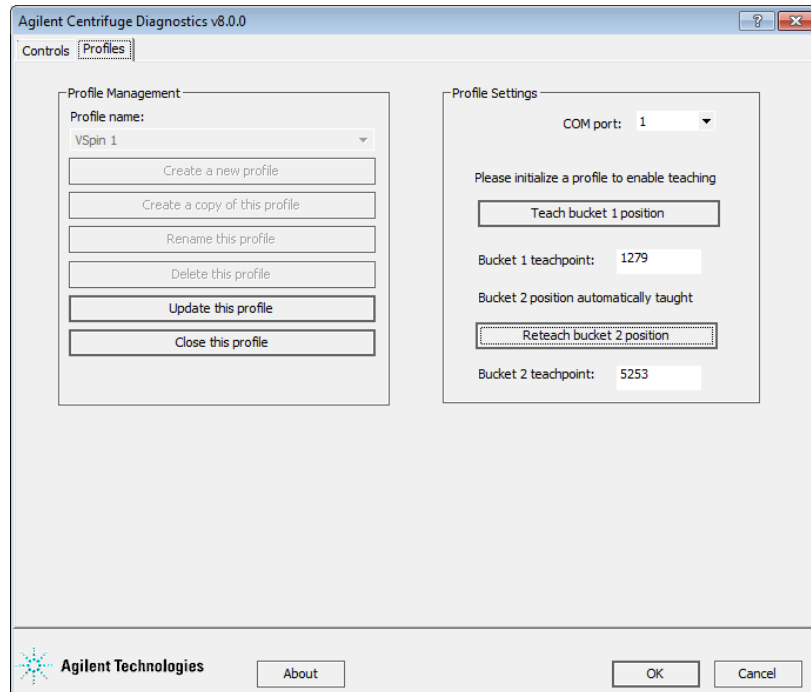 Agilent Centrifuge Diagnostics v8.0.0
Controls
Profiles
Profile Management
Profile name:
VSpin 1
Create a new profile
Create a copy of this profile
Rename this profile
Delete this profile
Update this profile
Close this profile
Profile Settings
COM port: 1
Please initialize a profile to enable teaching
Teach bucket 1 position
Bucket 1 teachpoint: 1279
Bucket 2 position automatically taught
Reteach bucket 2 position
Bucket 2 teachpoint: 5253
Agilent Technologies
About
OK
Cancel